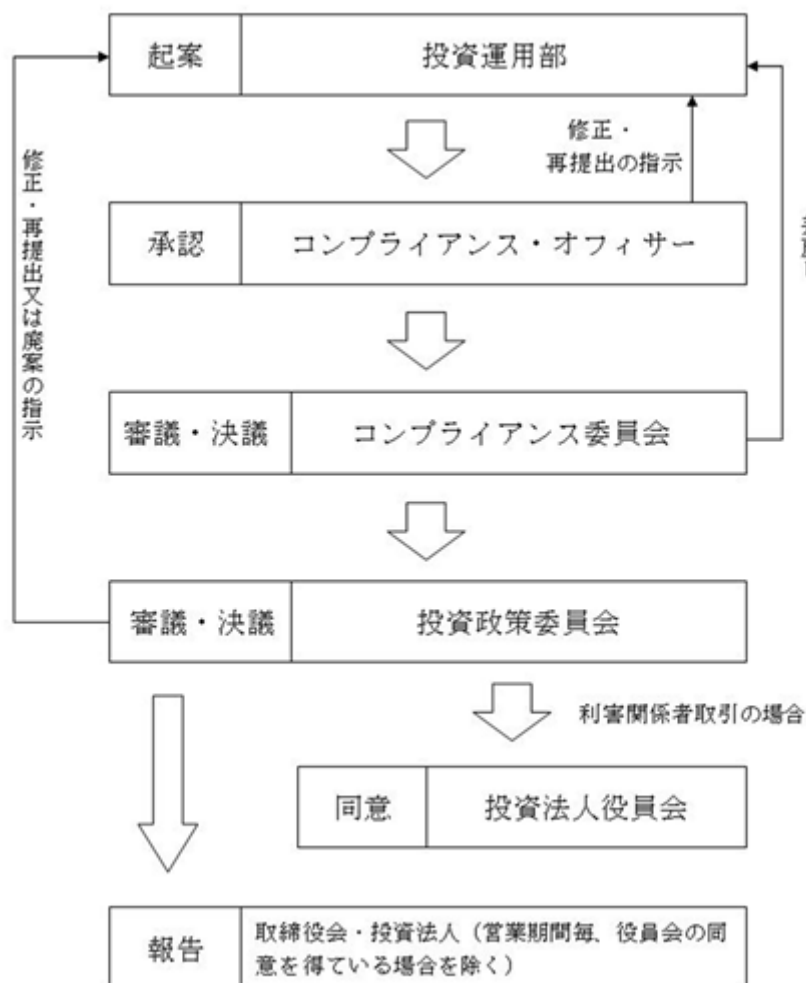 起案 投資運用部
修正・
再提出の指示
修正・再提出又は廃案の指示
承認 コンプライアンス・オフィサー
審議・決議 コンプライアンス委員会
審議・決議 投資政策委員会
利害関係者取引の場合
同意 投資法人役員会
報告 取締役会・投資法人（営業期間毎、役員会の同
意を得ている場合を除く）